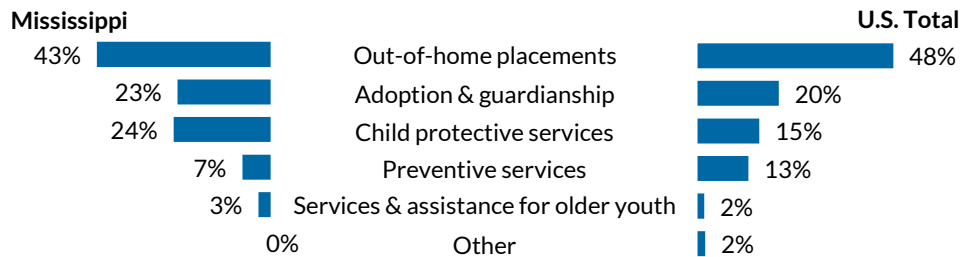 Mississippi U.S. Total
43% Out-of-home placements 48%
23% Adoption & guardianship 20%
24% Child protective services 15%
7% Preventive services 13%
3% Services & assistance for older youth 2%
0% Other 2%